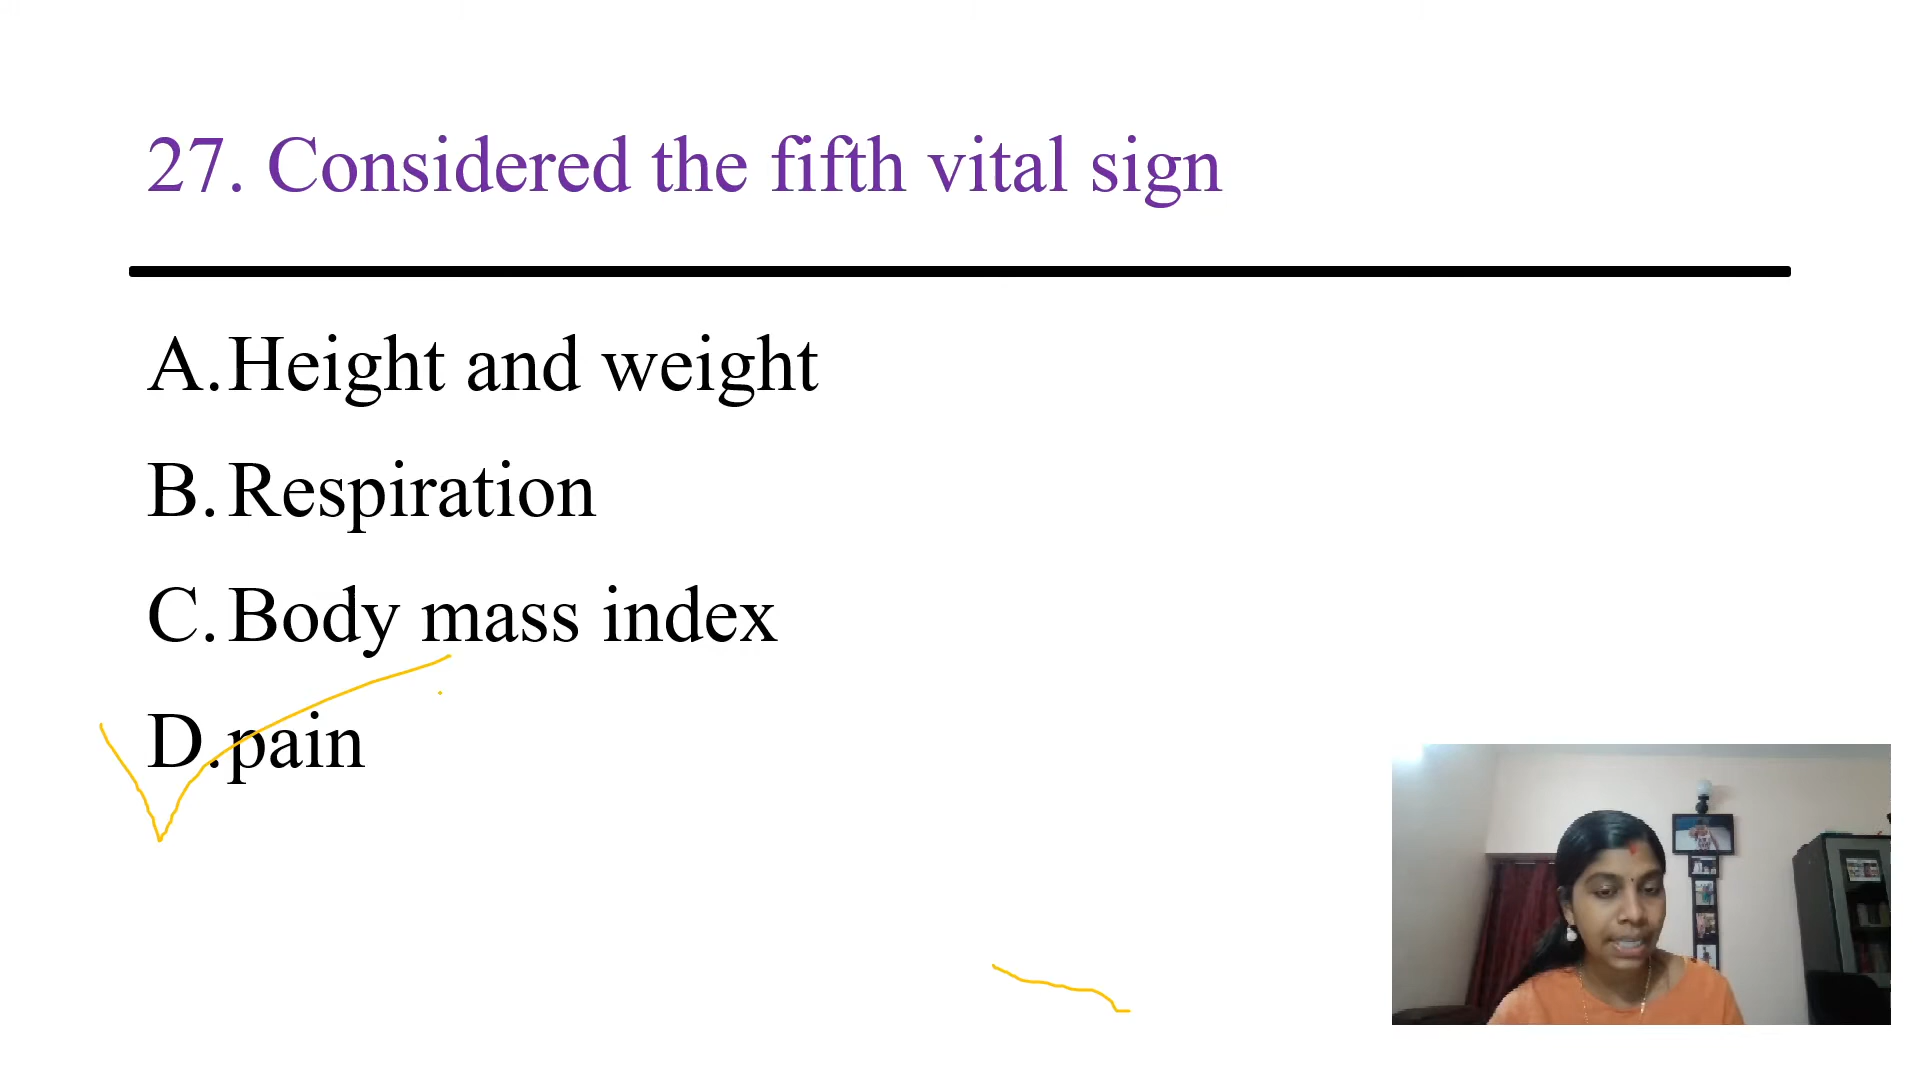 27. Considered the fifth vital sign
A. Height and weight
B. Respiration
C. Body mass index
D. pain